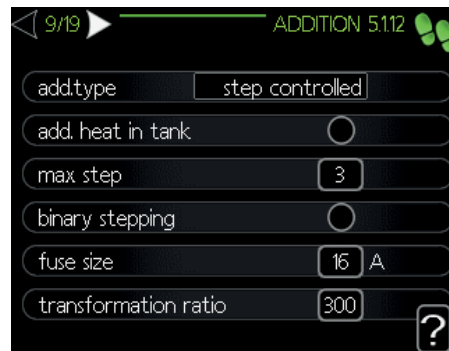 9/19 ADDITION 5.1.12
add.type step controlled
add. heat in tank
max step 3
binary stepping
fuse size 16 A
transformation ratio 300
?